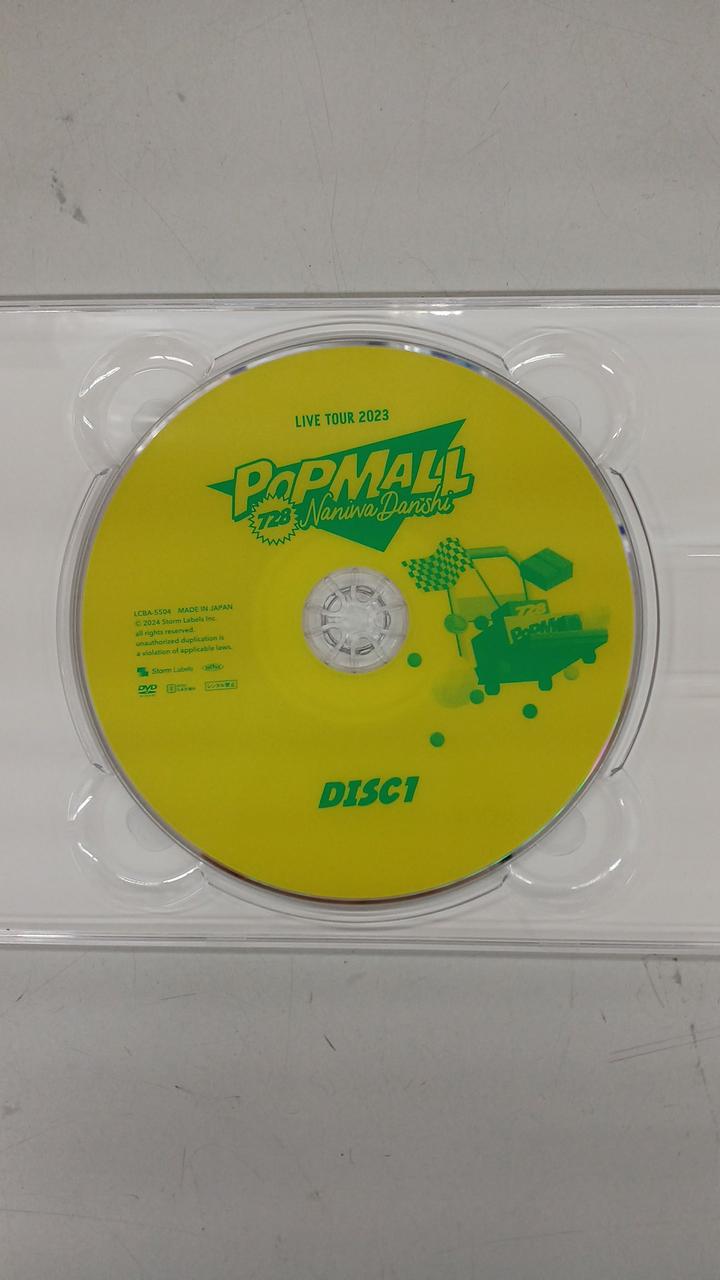 LIVE TOUR 2023
POPMALL
728 Naniwa Danshi
728
POPMALL
LCBA-5504 MADE IN JAPAN
© 2024 Storm Labels Inc.
all rights reserved.
unauthorized duplication is
a violation of applicable laws.
Storm Labels
DVD
レンタル禁止
DISC1